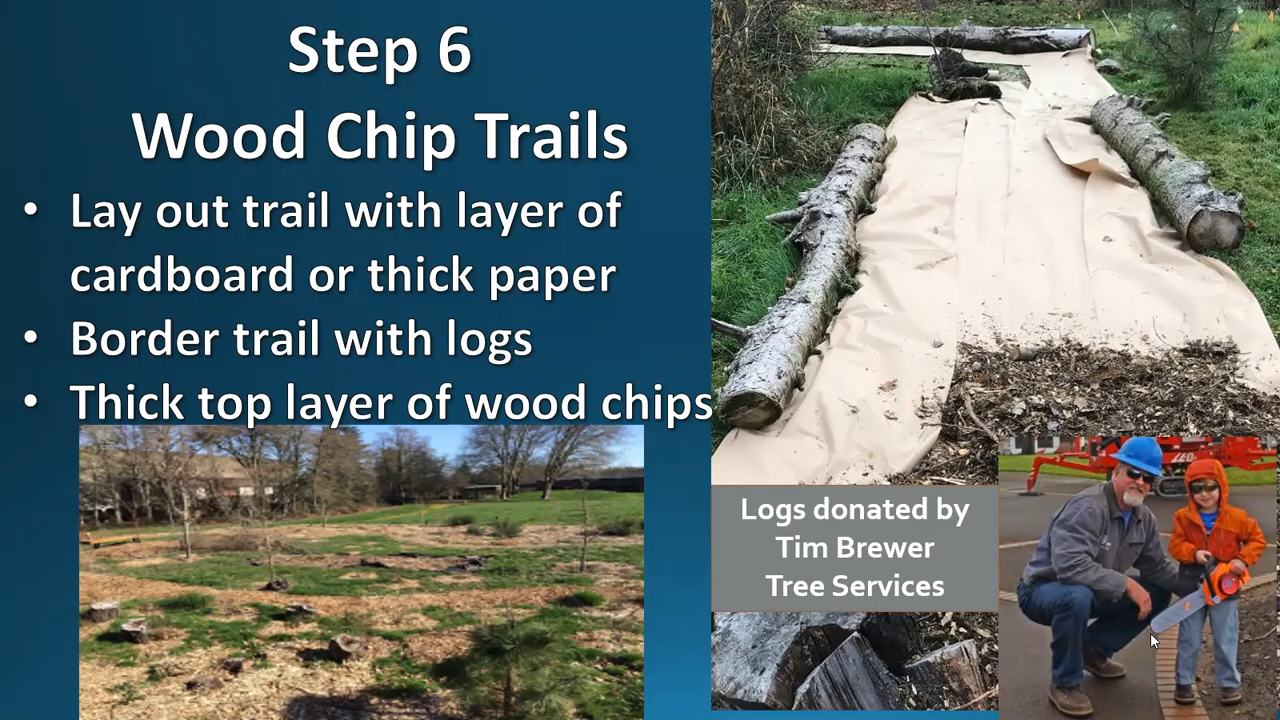 Step 6
Wood Chip Trails
• Lay out trail with layer of
cardboard or thick paper
• Border trail with logs
• Thick top layer of wood chips
Logs donated by
Tim Brewer
Tree Services